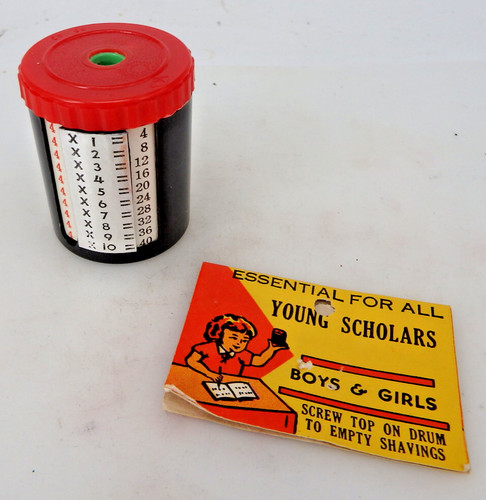 4 X 1 = 4
4 X 2 = 8
4 X 3 = 12
4 X 4 = 16
4 X 5 = 20
4 X 6 = 24
4 X 7 = 28
4 X 8 = 32
4 X 9 = 36
4 X 10 = 40
ESSENTIAL FOR ALL
YOUNG SCHOLARS
BOYS & GIRLS
SCREW TOP ON DRUM
TO EMPTY SHAVINGS